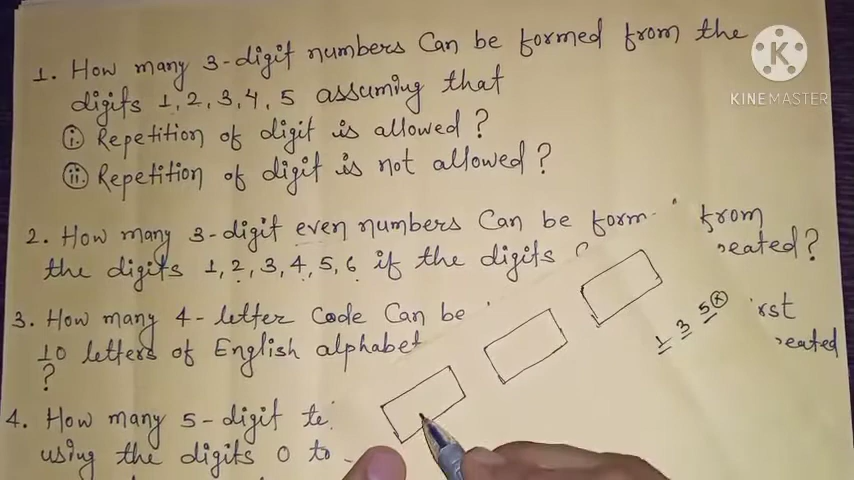 1. How many 3-digit numbers Can be formed from the
digits 1, 2, 3, 4, 5 assuming that
i. Repetition of digit is allowed?
ii. Repetition of digit is not allowed?
2. How many 3-digit even numbers Can be form from
the digits 1, 2, 3, 4, 5, 6 if the digits eated?
3. How many 4-letter Code Can be irst
10 letters of English alphabet eated
?
4. How many 5-digit te
using the digits 0 to
1 3 5
K
KINEMASTER